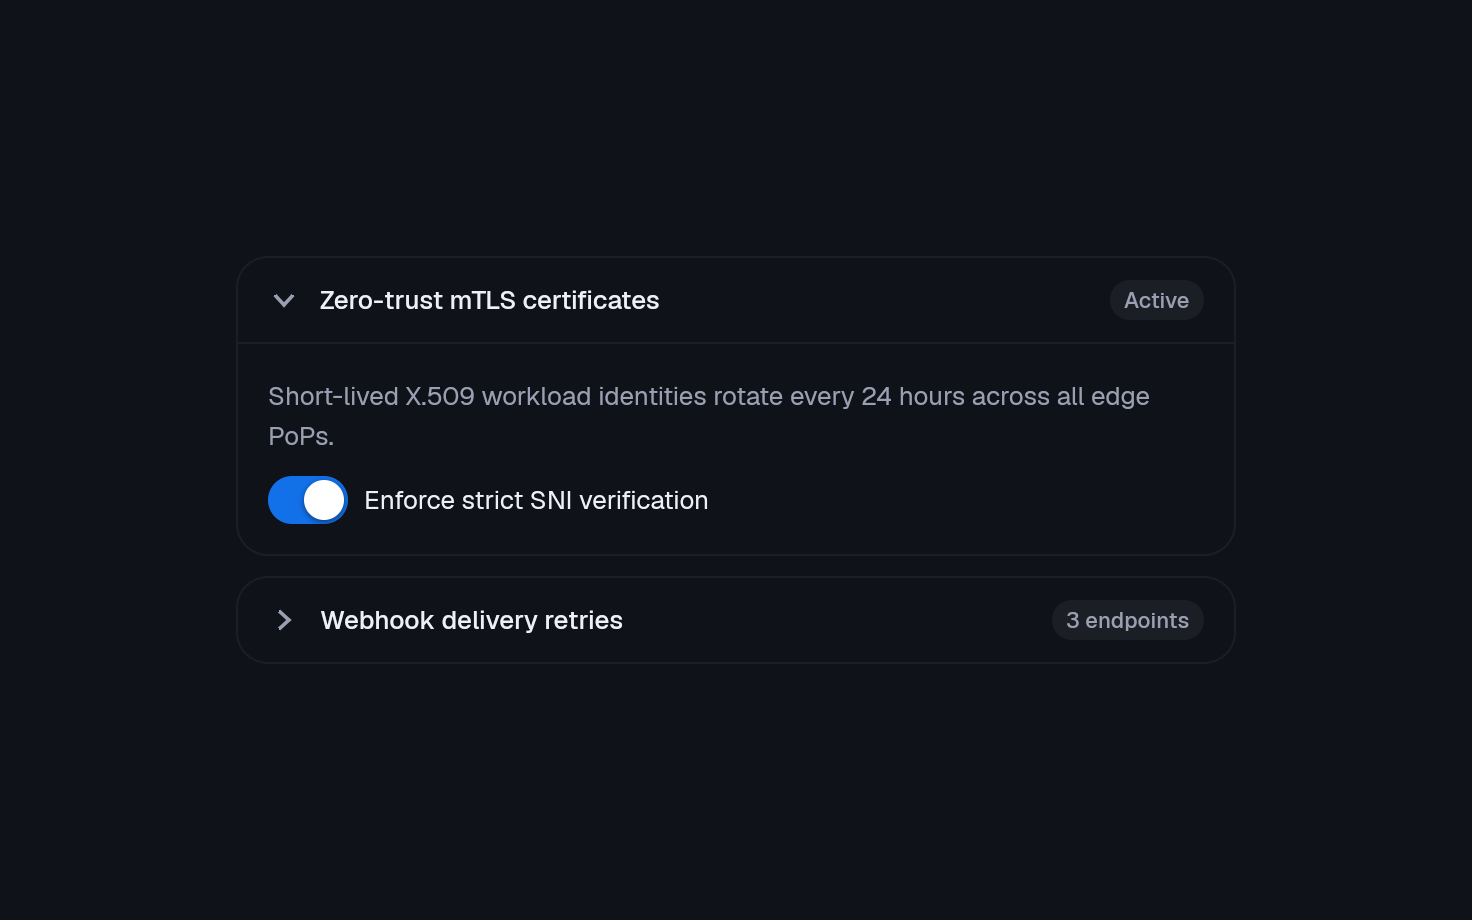 Zero-trust mTLS certificates
Active
Short-lived X.509 workload identities rotate every 24 hours across all edge
PoPs.
Enforce strict SNI verification
Webhook delivery retries
3 endpoints